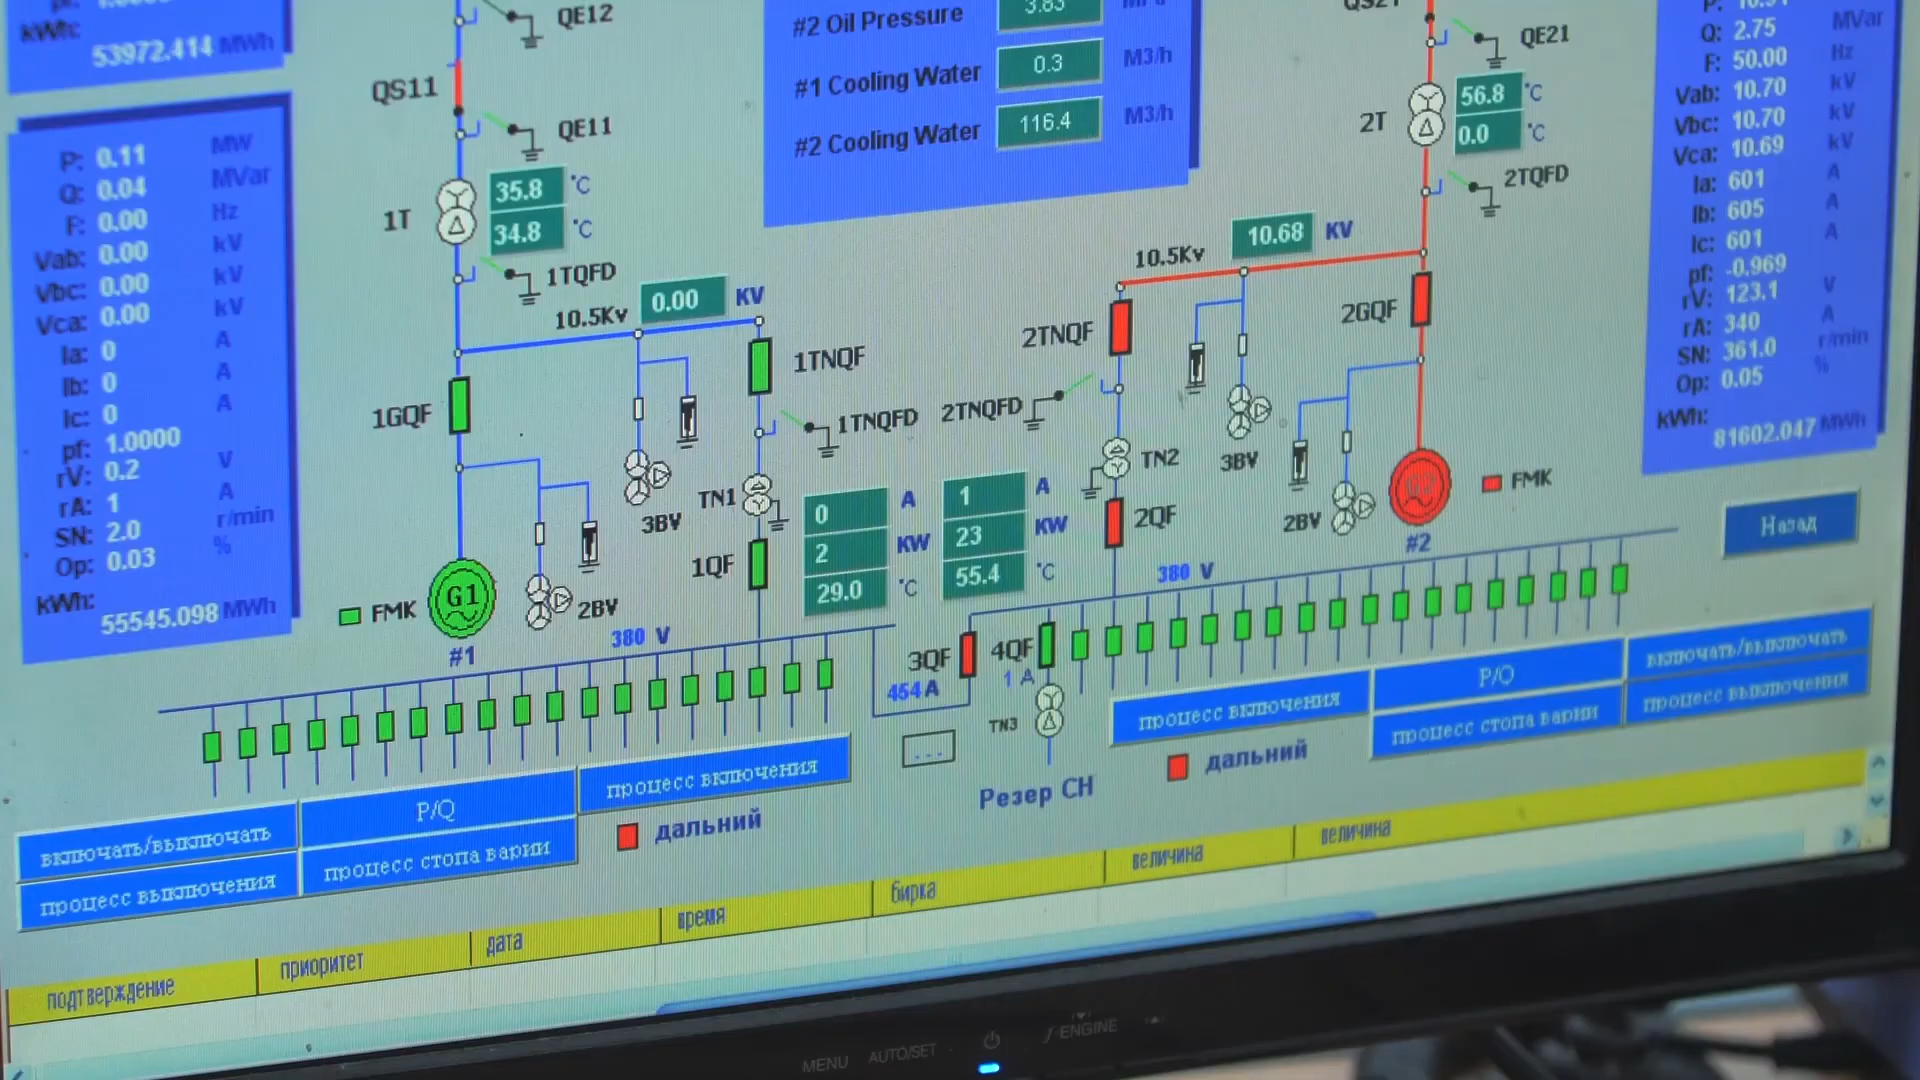 kWh:
53972.414 MWh
P: 0.11 MW
Q: 0.04 MVar
F: 0.00 Hz
Vab: 0.00 kV
Vbc: 0.00 kV
Vca: 0.00 kV
Ia: 0 A
Ib: 0 A
Ic: 0 A
pf: 1.0000
rV: 0.2 V
rA: 1 A
SN: 2.0 r/min
Op: 0.03 %
kWh:
55545.098 MWh
QE12
QS11
QE11
1T
35.8 °C
34.8 °C
1TQFD
10.5Kv
0.00 KV
1GQF
1TNQF
1TNQFD
3BV
TN1
1QF
FMK
G1
#1
2BV
380 V
0 A
2 KW
29.0 °C
#2 Oil Pressure 3.83
#1 Cooling Water 0.3 M3/h
#2 Cooling Water 116.4 M3/h
QS21
QE21
2T
56.8 °C
0.0 °C
2TQFD
10.5Kv
10.68 KV
2TNQF
2GQF
2TNQFD
TN2
3BV
2QF
1 A
23 KW
55.4 °C
2BV
FMK
#2
380 V
3QF
454 A
4QF
1 A
TN3
...
Резер СН
Q: 2.75 MVar
F: 50.00 Hz
Vab: 10.70 kV
Vbc: 10.70 kV
Vca: 10.69 kV
Ia: 601 A
Ib: 605 A
Ic: 601 A
pf: -0.969
rV: 123.1 V
rA: 340 A
SN: 361.0 r/min
Op: 0.05 %
kWh:
81602.047 MWh
Назад
включать/выключать
P/Q
процесс включения
процесс выключения
процесс стопа варии
дальний
процесс включения
P/Q
включать/выключать
процесс стопа варии
процесс выключения
дальний
подтверждение
приоритет
дата
время
бирка
величина
величина
MENU
AUTO/SET
ENGINE